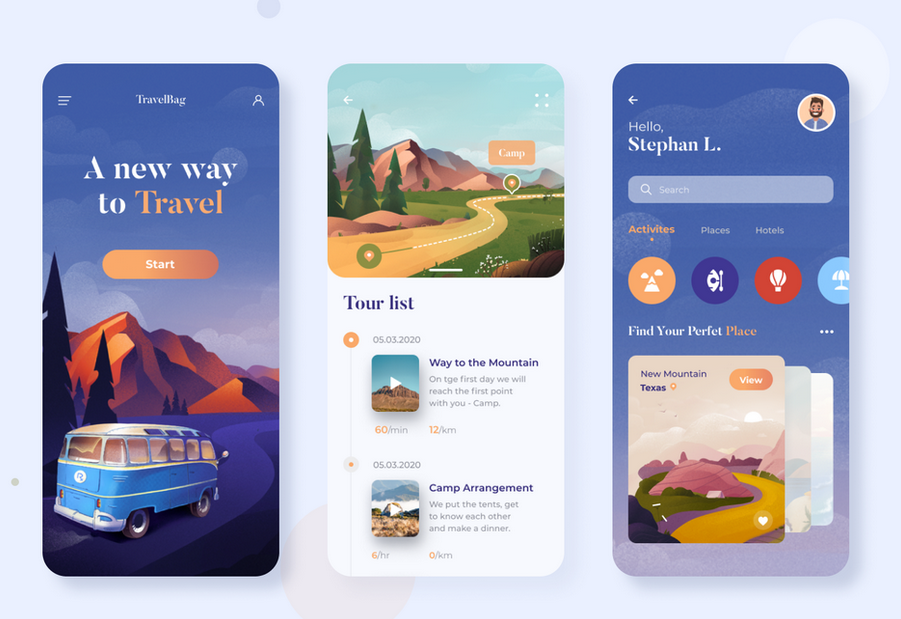 TravelBag
A new way
to Travel
Start
Camp
Tour list
05.03.2020
Way to the Mountain
On tge first day we will
reach the first point
with you - Camp.
60/min
12/km
05.03.2020
Camp Arrangement
We put the tents, get
to know each other
and make a dinner.
6/hr
0/km
Hello,
Stephan L.
Search
Activites
Places
Hotels
Find Your Perfet Place
New Mountain
Texas
View